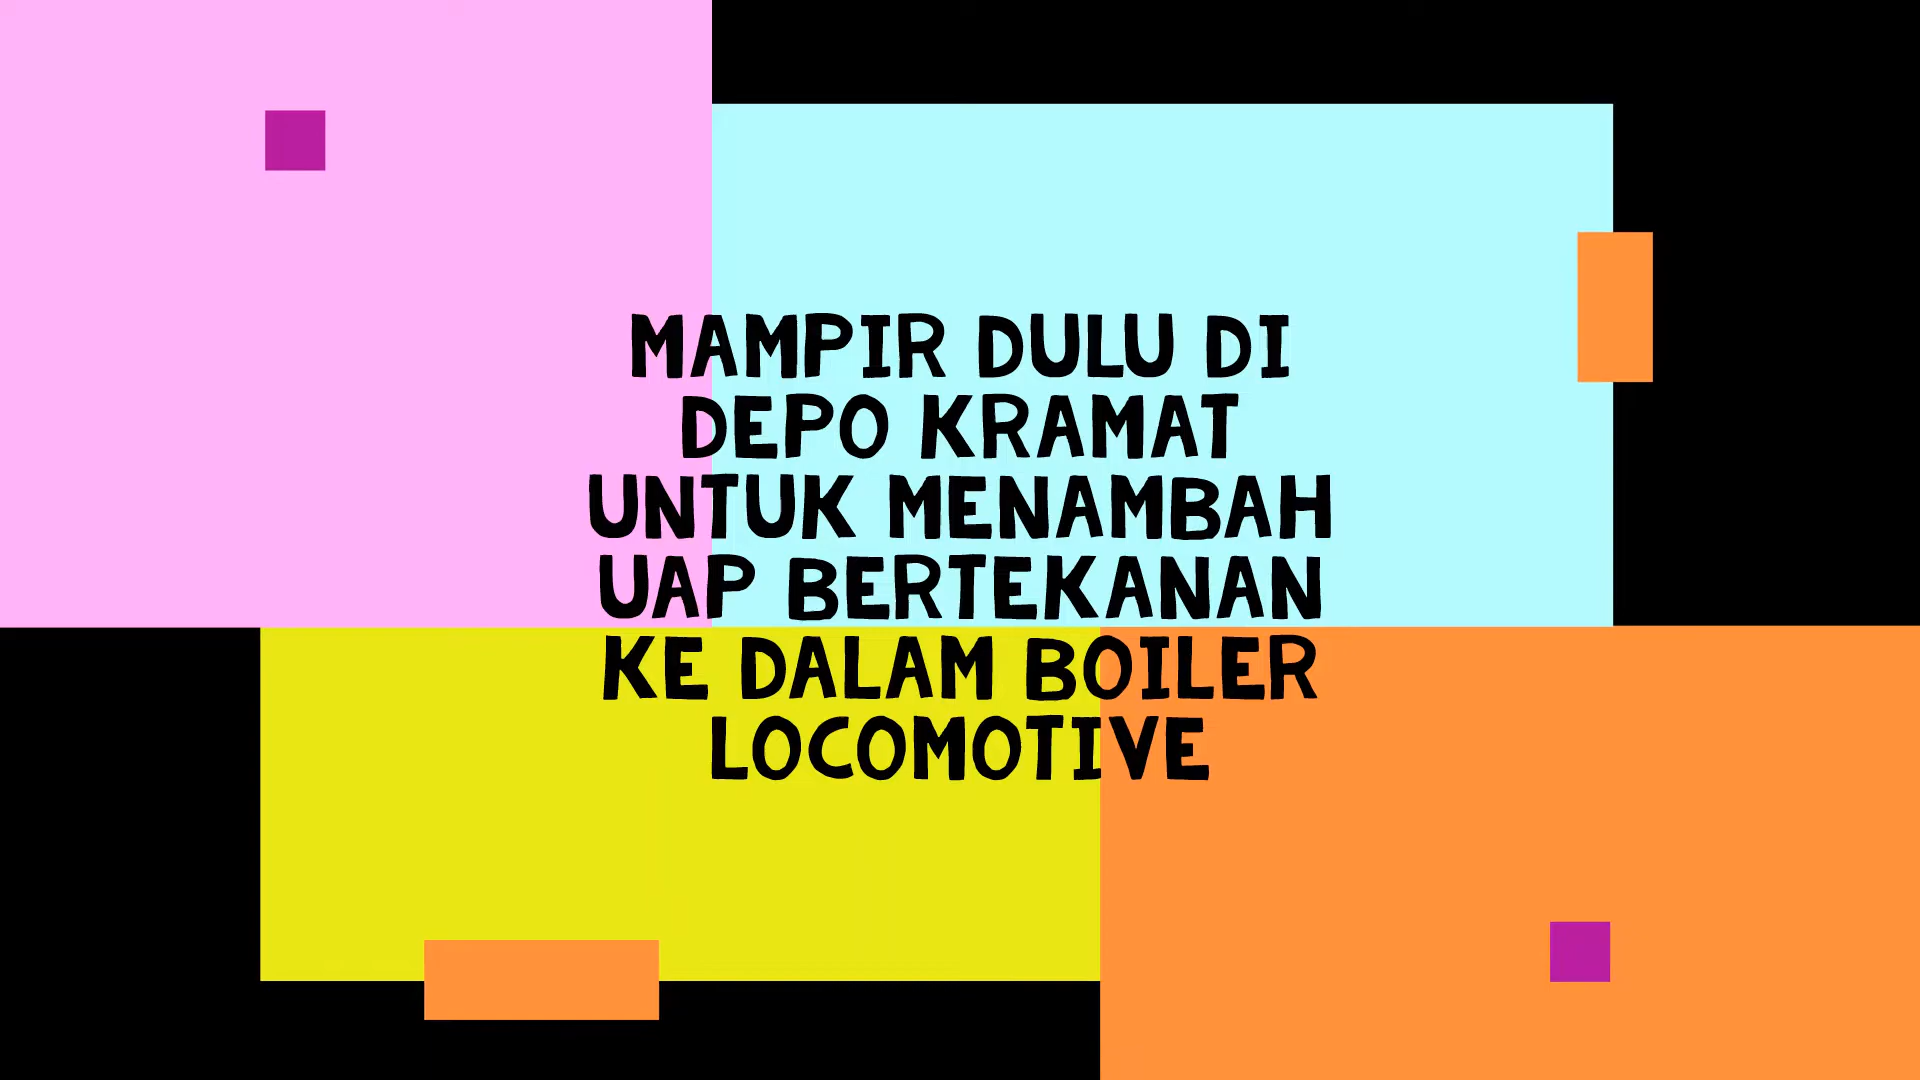 MAMPIR DULU DI
DEPO KRAMAT
UNTUK MENAMBAH
UAP BERTEKANAN
KE DALAM BOILER
LOCOMOTIVE